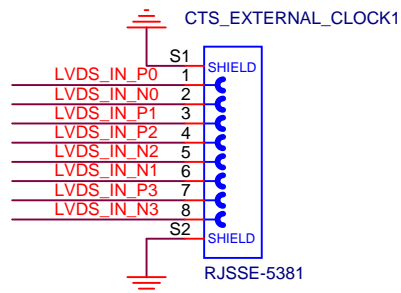 CTS_EXTERNAL_CLOCK1
S1
SHIELD
LVDS_IN_P0 1
LVDS_IN_N0 2
LVDS_IN_P1 3
LVDS_IN_P2 4
LVDS_IN_N2 5
LVDS_IN_N1 6
LVDS_IN_P3 7
LVDS_IN_N3 8
S2
SHIELD
RJSSE-5381